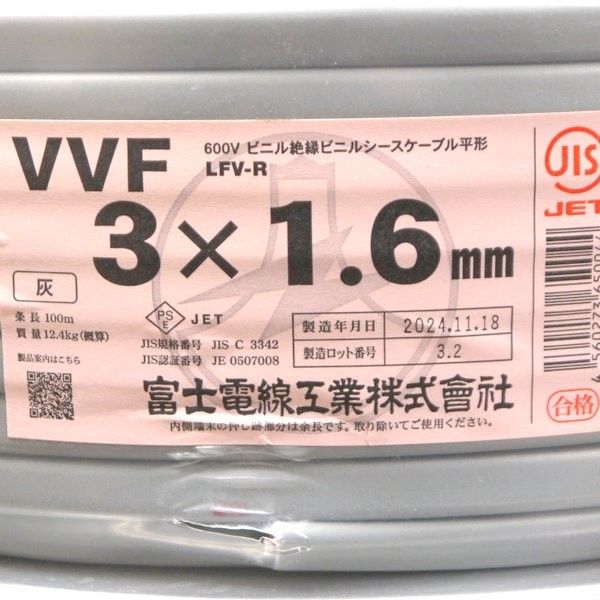 VVF
600V ビニル絶縁ビニルシースケーブル平形
LFV-R
3×1.6mm
灰
条長 100m
質量 12.4kg(概算)
製品案内はこちら
PS
E
JET
JIS規格番号 JIS C 3342
JIS認証番号 JE 0507008
製造年月日 2024.11.18
製造ロット番号 3.2
富士電線工業株式會社
内側端末の押し跡部分は余長です。取り除いてご使用ください。
JIS
JET
合格